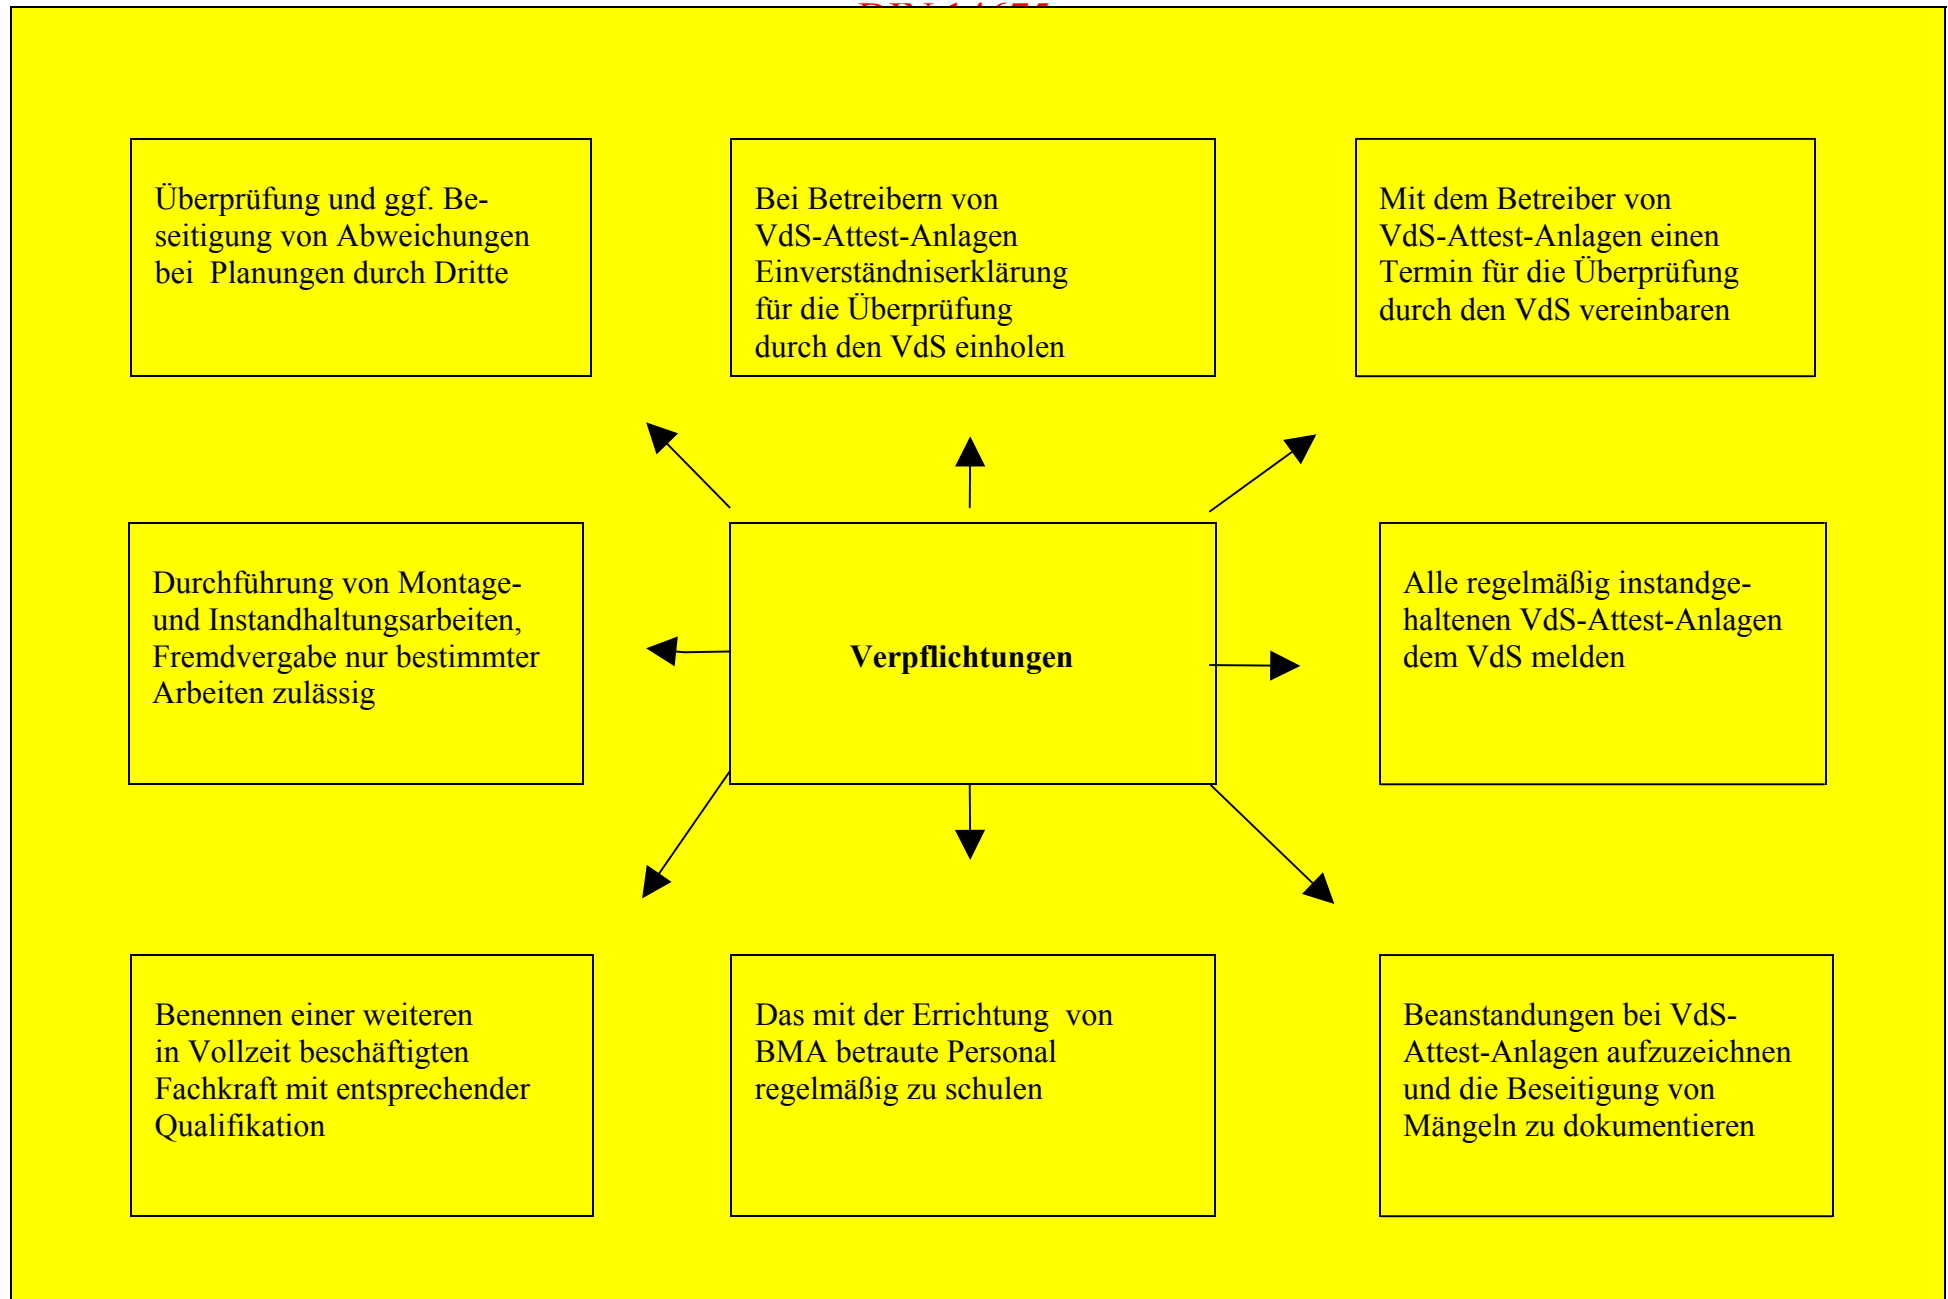 Überprüfung und ggf. Be-
seitigung von Abweichungen
bei Planungen durch Dritte
Bei Betreibern von
VdS-Attest-Anlagen
Einverständniserklärung
für die Überprüfung
durch den VdS einholen
Mit dem Betreiber von
VdS-Attest-Anlagen einen
Termin für die Überprüfung
durch den VdS vereinbaren
Durchführung von Montage-
und Instandhaltungsarbeiten,
Fremdvergabe nur bestimmter
Arbeiten zulässig
Verpflichtungen
Alle regelmäßig instandge-
haltenen VdS-Attest-Anlagen
dem VdS melden
Benennen einer weiteren
in Vollzeit beschäftigten
Fachkraft mit entsprechender
Qualifikation
Das mit der Errichtung von
BMA betraute Personal
regelmäßig zu schulen
Beanstandungen bei VdS-
Attest-Anlagen aufzuzeichnen
und die Beseitigung von
Mängeln zu dokumentieren